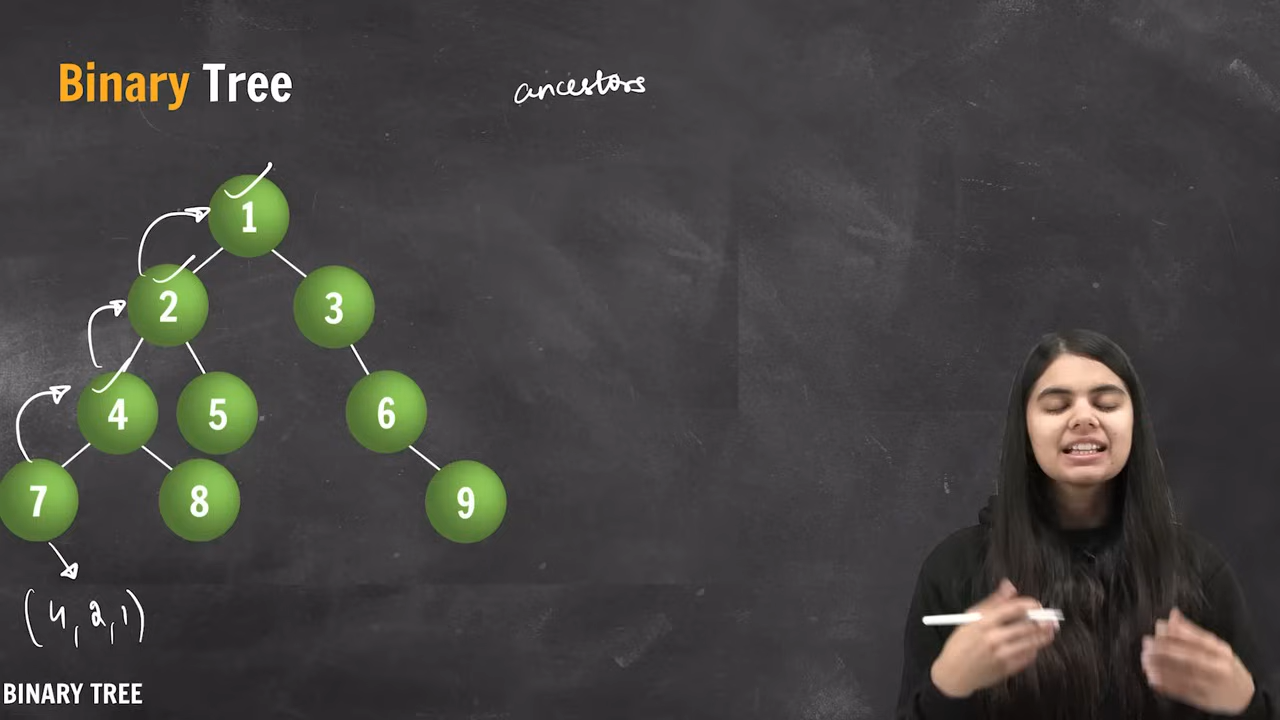 Binary Tree
ancestors
1
2 3
4 5 6
7 8 9
(4,2,1)
BINARY TREE